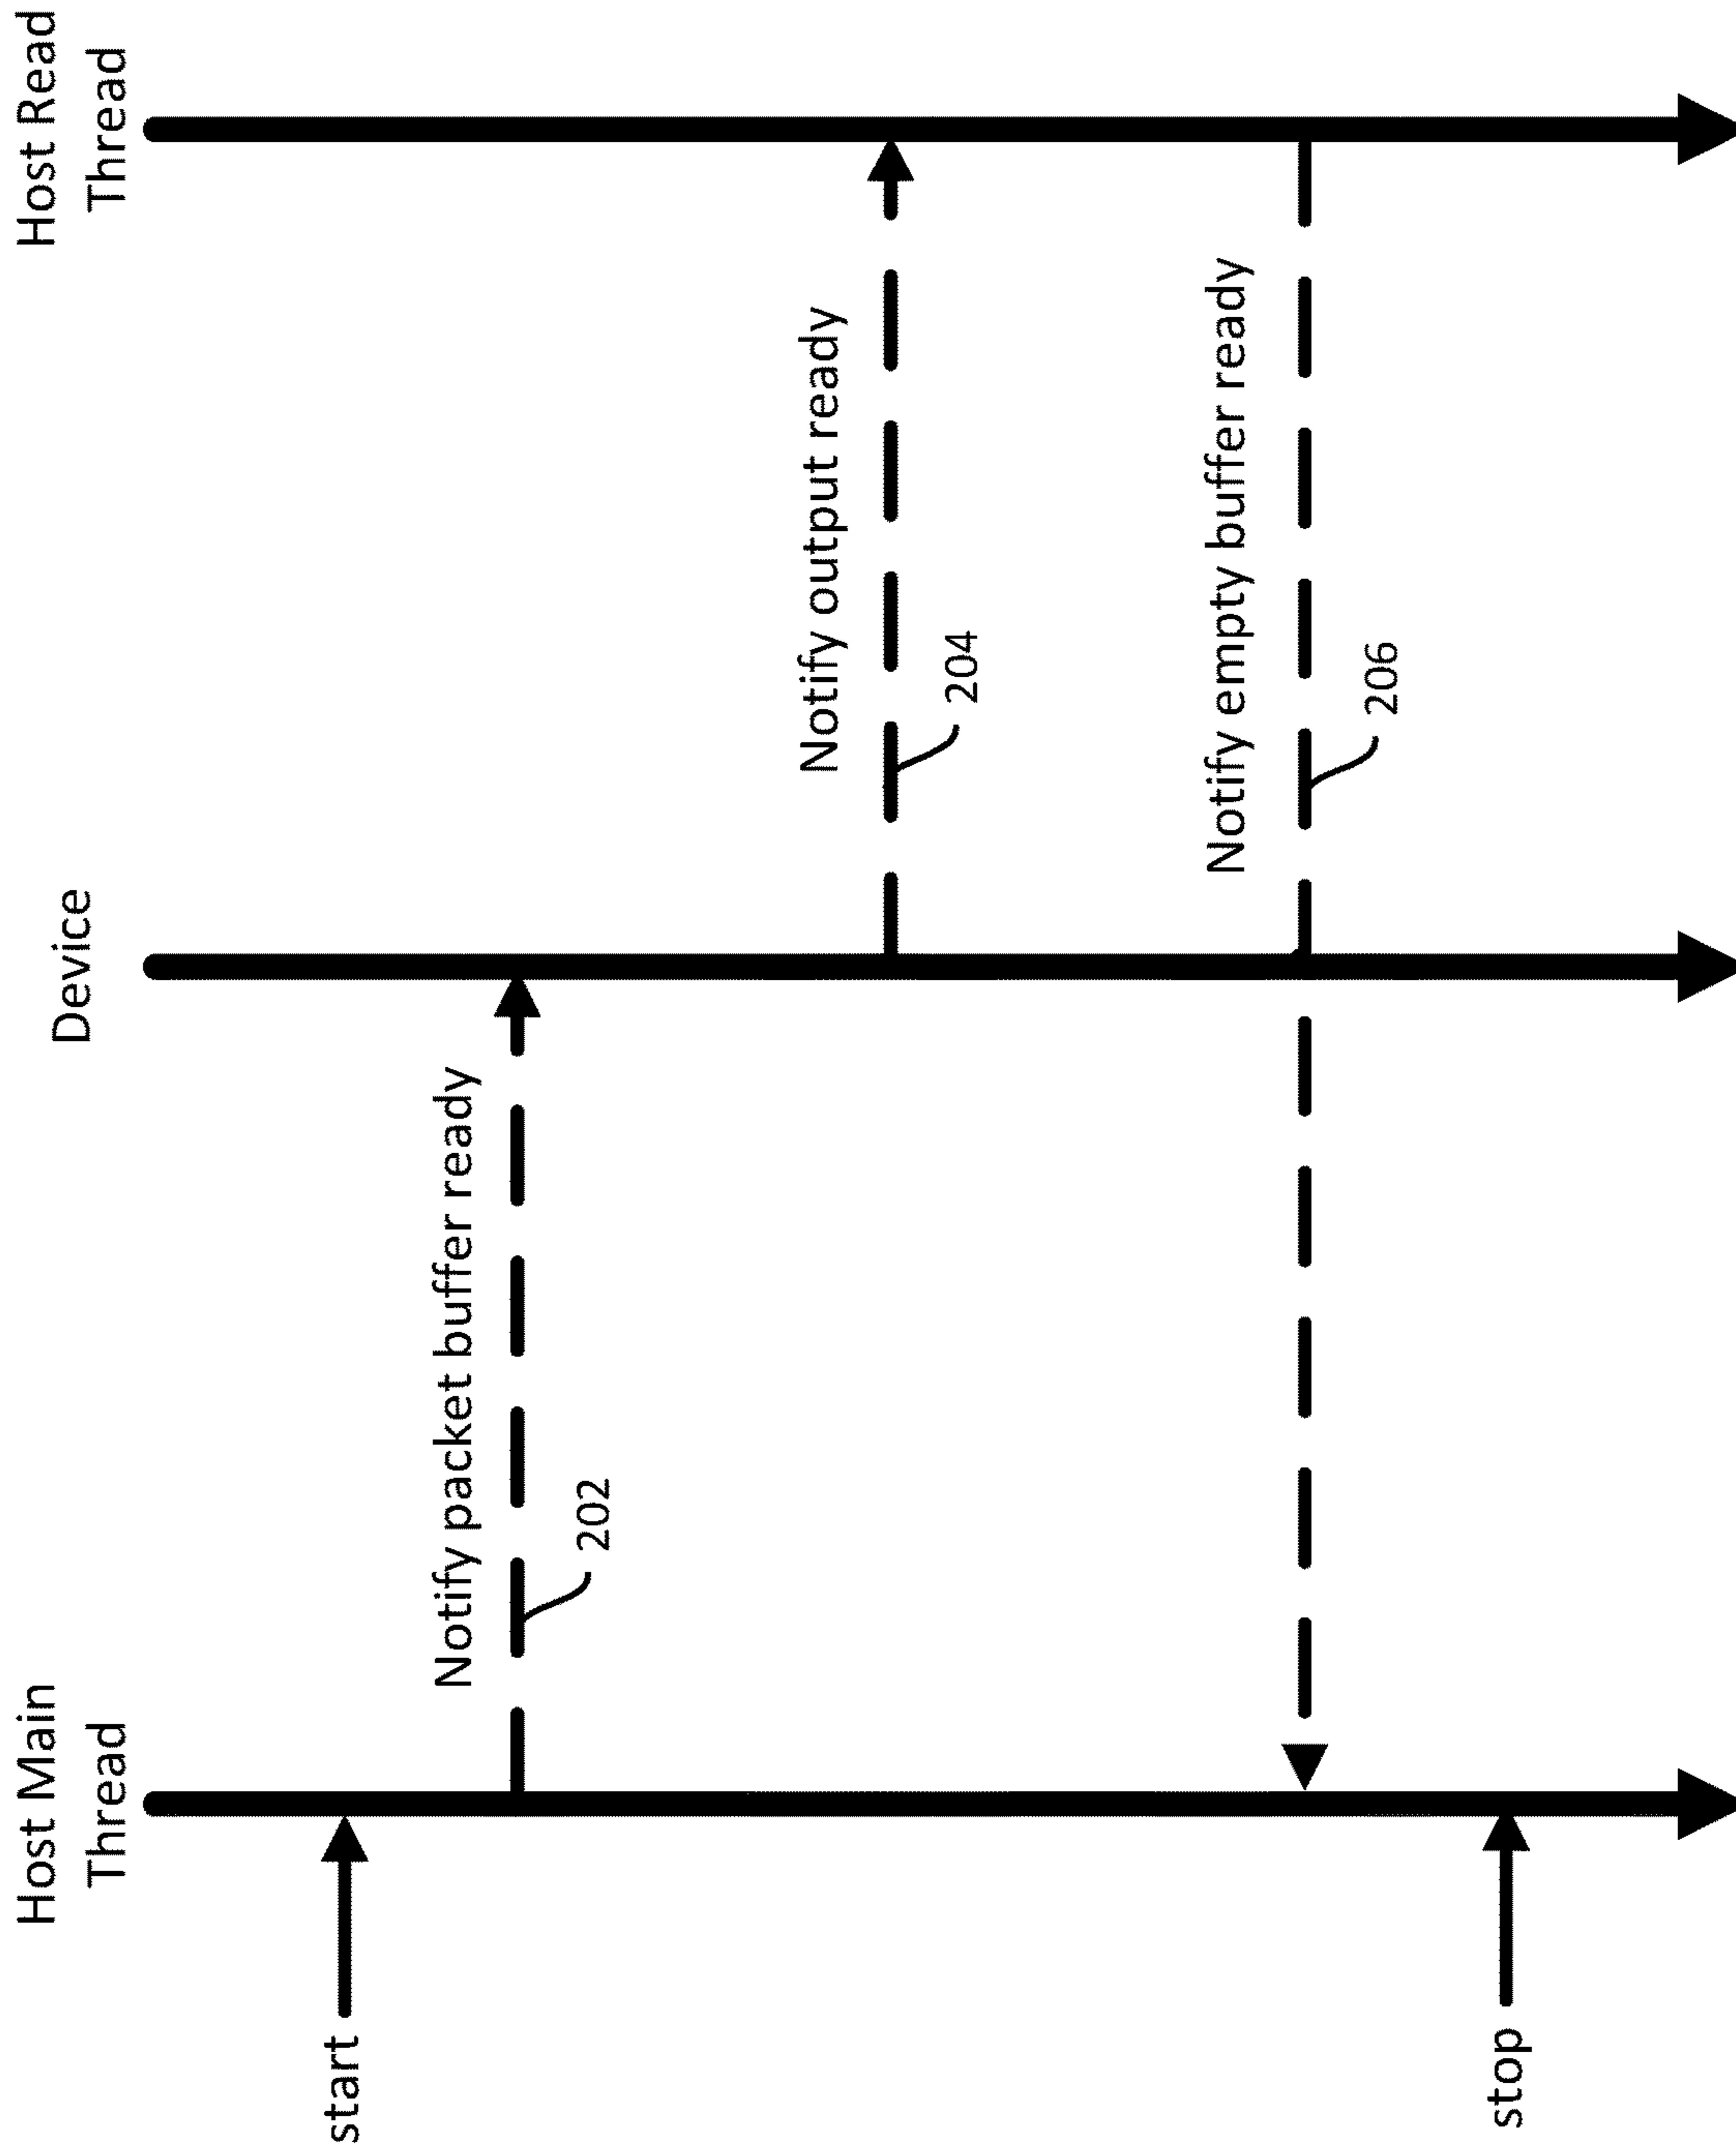 Host Main
Thread
Device
Host Read
Thread
start
Notify packet buffer ready
202
Notify output ready
204
Notify empty buffer ready
206
stop